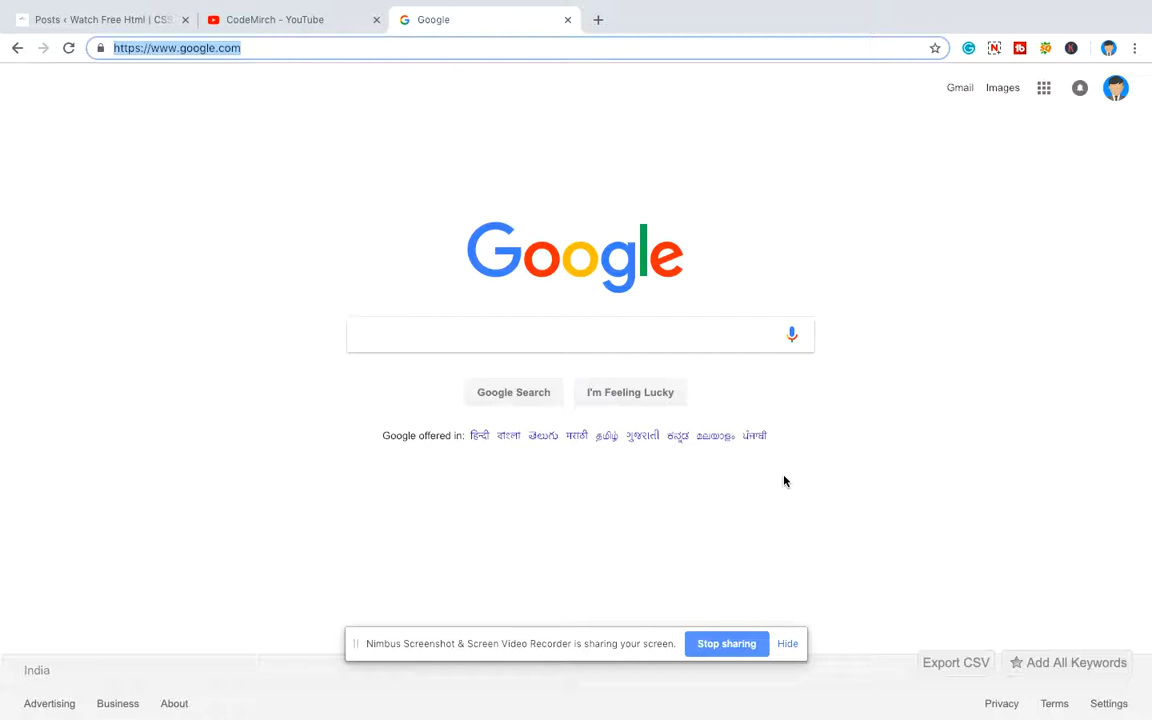 Posts ‹ Watch Free Html | CSS
CodeMirch - YouTube
Google
https://www.google.com
Gmail Images
Google
Google Search I'm Feeling Lucky
Google offered in: हिन्दी বাংলা తెలుగు मराठी தமிழ் ગુજરાતી ಕನ್ನಡ മലയാളം ਪੰਜਾਬੀ
Nimbus Screenshot & Screen Video Recorder is sharing your screen. Stop sharing Hide
India
Export CSV Add All Keywords
Advertising Business About
Privacy Terms Settings